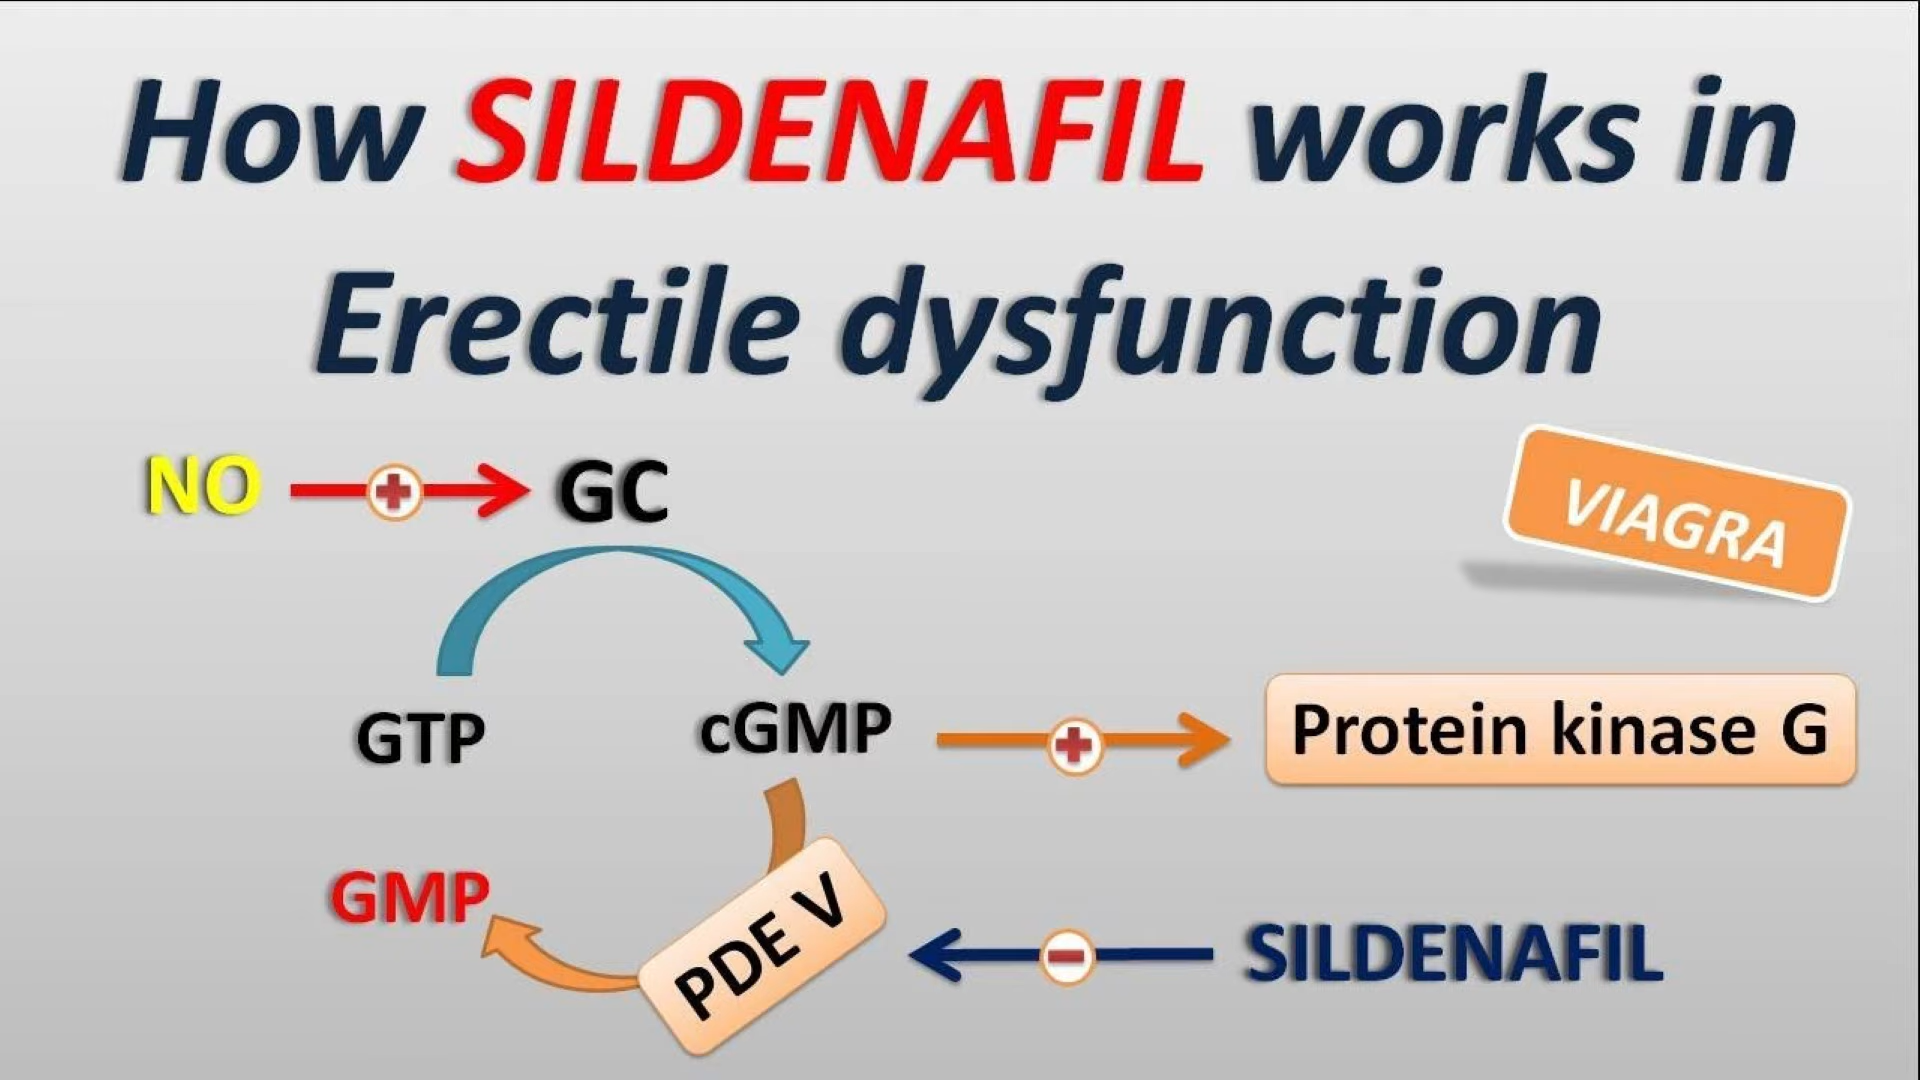 How SILDENAFIL works in
Erectile dysfunction
NO
GC
VIAGRA
GTP
cGMP
Protein kinase G
GMP
PDE V
SILDENAFIL